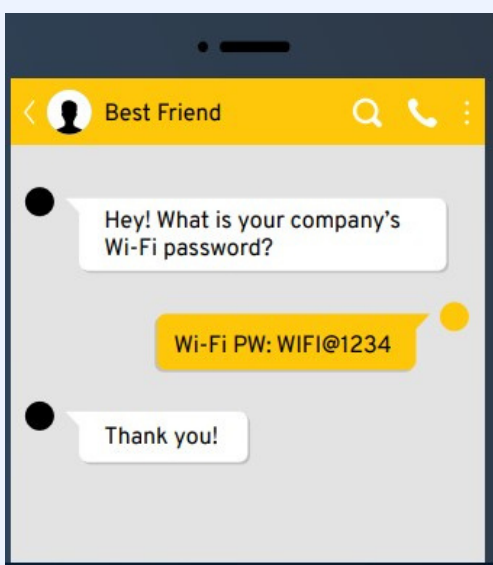 Best Friend
Hey! What is your company's
Wi-Fi password?
Wi-Fi PW: WIFI@1234
Thank you!